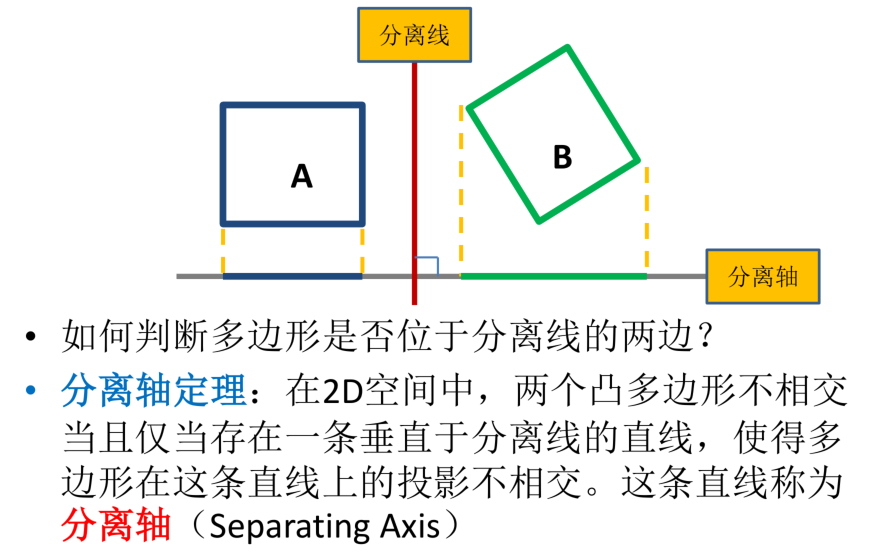 分离线
A
B
分离轴
• 如何判断多边形是否位于分离线的两边？
• 分离轴定理：在2D空间中，两个凸多边形不相交
当且仅当存在一条垂直于分离线的直线，使得多
边形在这条直线上的投影不相交。这条直线称为
分离轴（Separating Axis）